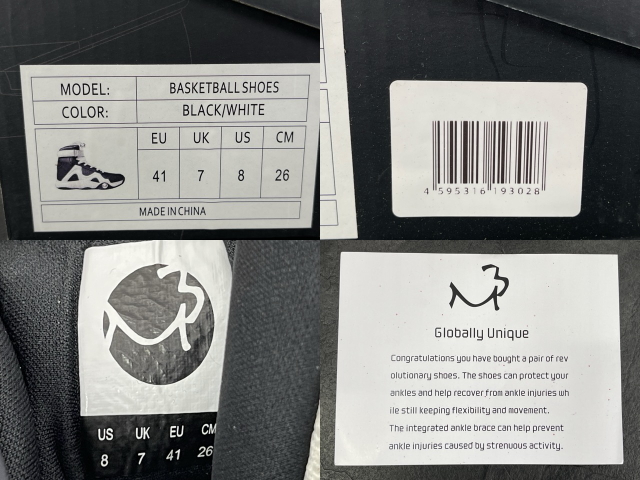 MODEL: BASKETBALL SHOES
COLOR: BLACK/WHITE
EU UK US CM
41 7 8 26
MADE IN CHINA
4 595316 193028
US UK EU CM
8 7 41 26
M3
Globally Unique
Congratulations you have bought a pair of rev
olutionary shoes. The shoes can protect your
ankles and help recover from ankle injuries wh
ile still keeping flexibility and movement.
The integrated ankle brace can help prevent
ankle injuries caused by strenuous activity.